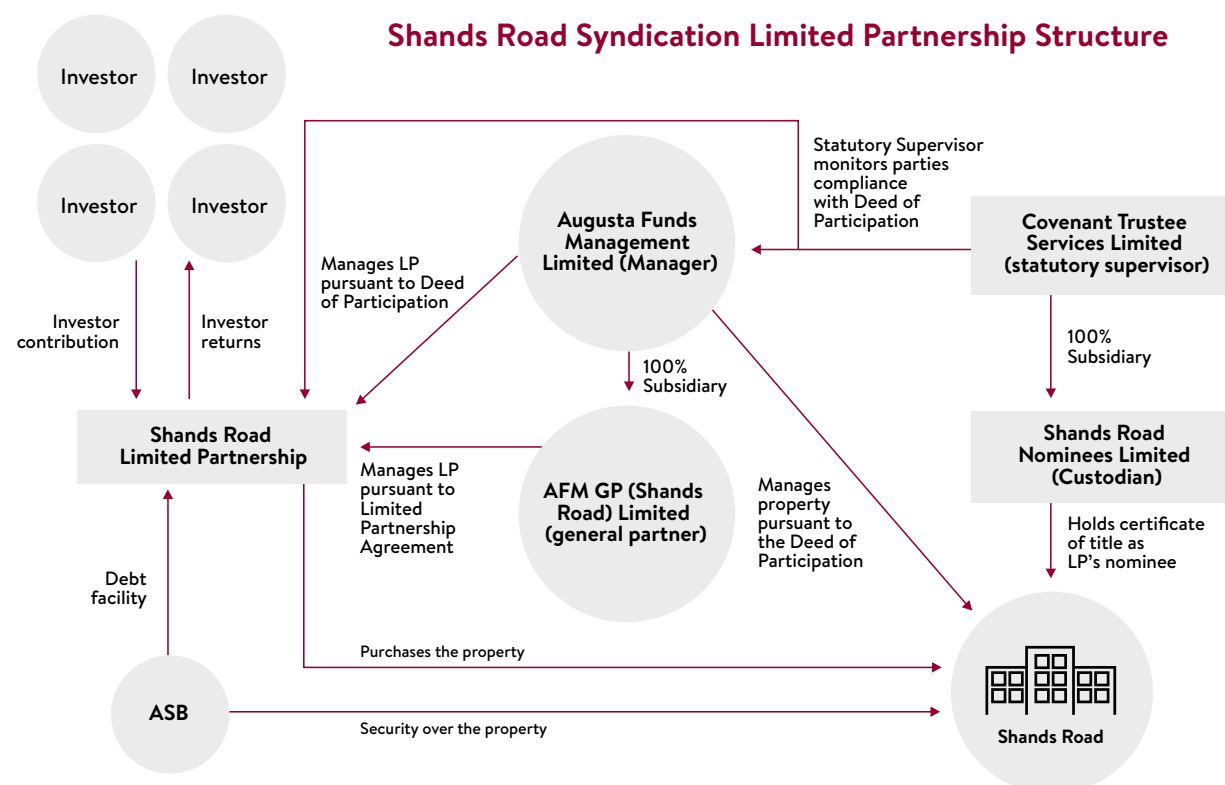 Shands Road Syndication Limited Partnership Structure
Investor
Investor
Investor
Investor
Investor
contribution
Investor
returns
Manages LP
pursuant to Deed
of Participation
Augusta Funds
Management
Limited (Manager)
Statutory Supervisor
monitors parties
compliance
with Deed of
Participation
Covenant Trustee
Services Limited
(statutory supervisor)
100%
Subsidiary
100%
Subsidiary
Shands Road
Limited Partnership
Manages LP
pursuant to
Limited
Partnership
Agreement
AFM GP (Shands
Road) Limited
(general partner)
Manages
property
pursuant to
the Deed of
Participation
Shands Road
Nominees Limited
(Custodian)
Holds certificate
of title as
LP's nominee
Debt
facility
Purchases the property
ASB
Security over the property
Shands Road